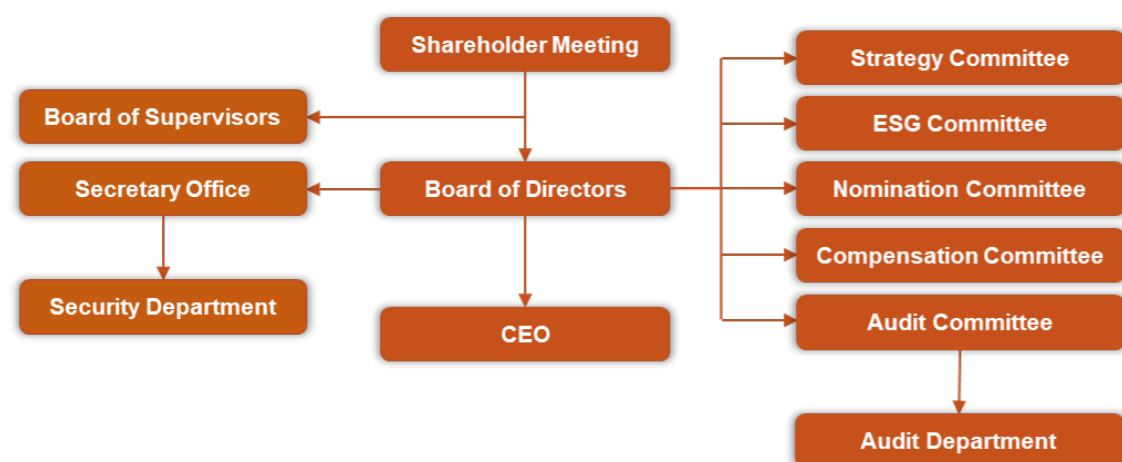 Shareholder Meeting
Board of Supervisors
Secretary Office
Board of Directors
Security Department
CEO
Strategy Committee
ESG Committee
Nomination Committee
Compensation Committee
Audit Committee
Audit Department